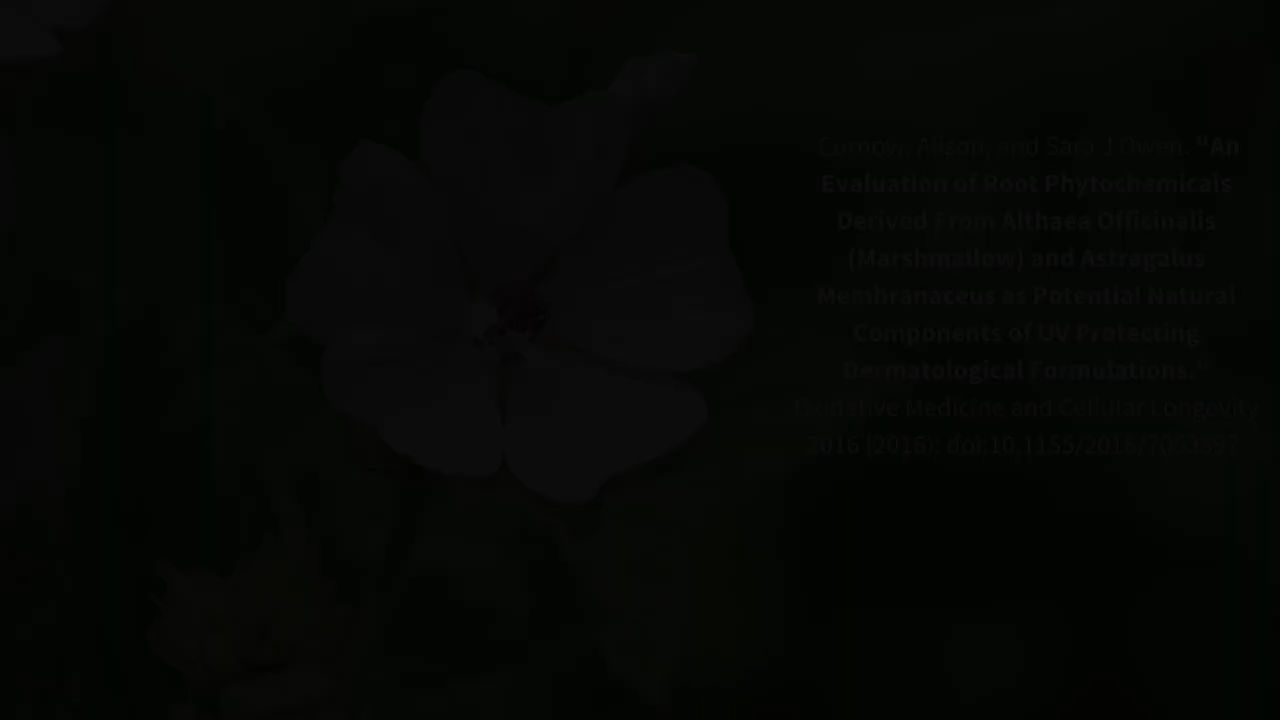 Curnow, Alison, and Sara J Owen. "An
Evaluation of Root Phytochemicals
Derived From Althaea Officinalis
(Marshmallow) and Astragalus
Membranaceus as Potential Natural
Components of UV Protecting
Dermatological Formulations."
Oxidative Medicine and Cellular Longevity
2016 (2016): doi:10.1155/2016/7053897